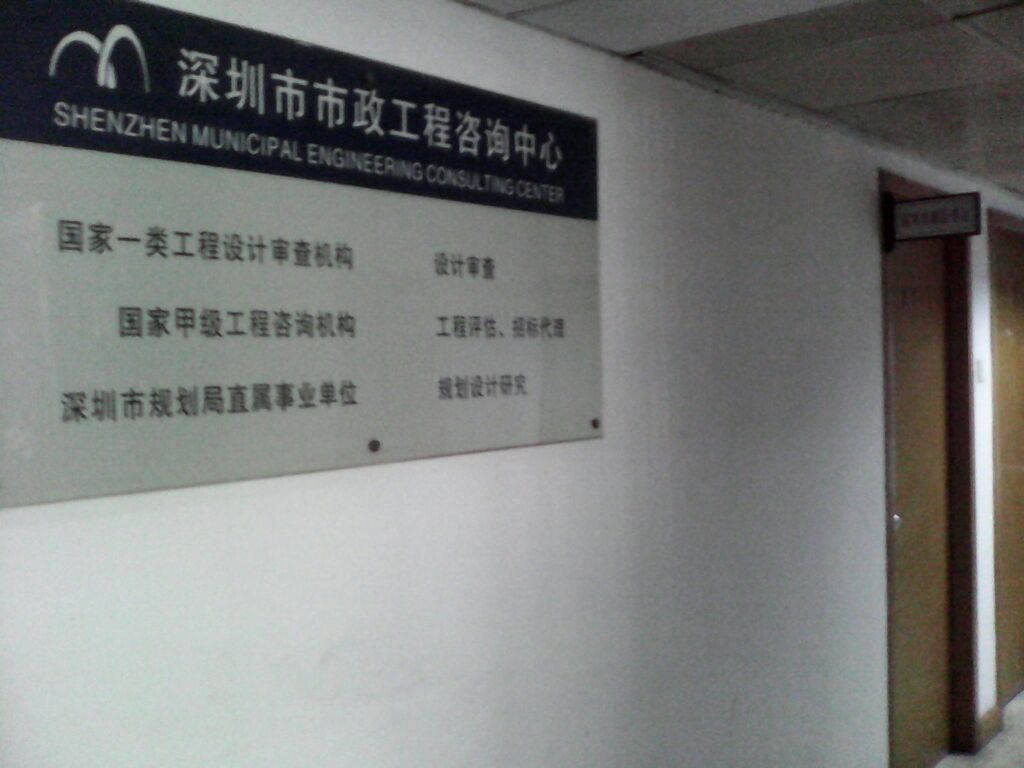 深圳市市政工程咨询中心
SHENZHEN MUNICIPAL ENGINEERING CONSULTING CENTER
国家一类工程设计审查机构
国家甲级工程咨询机构
深圳市规划局直属事业单位
设计审查
工程评估、招标代理
规划设计研究